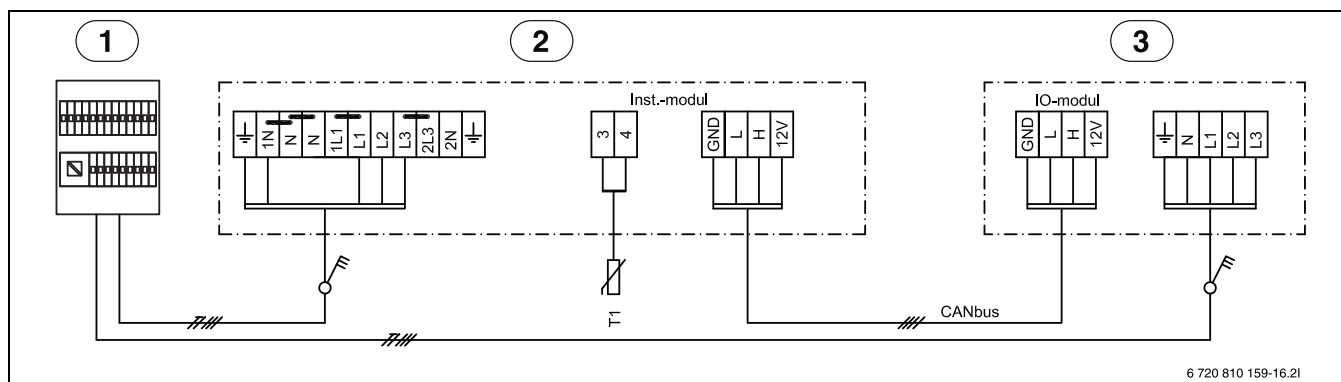 1 2 3
Inst.-modul
IO-modul
1N N N 1L1 L1 L2 L3 2L3 2N
3 4
GND L H 12V
GND L H 12V
N L1 L2 L3
T1
CANbus
6 720 810 159-16.2I